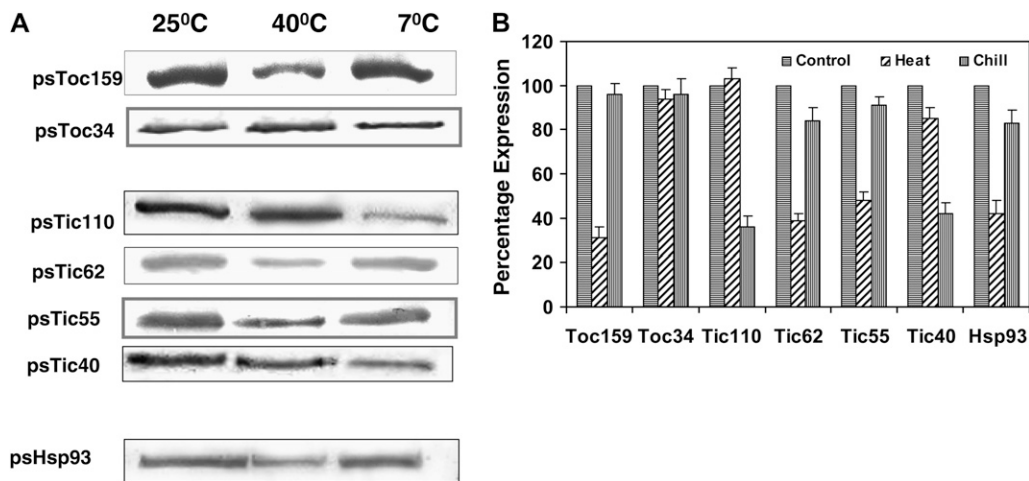 A
25⁰C 40⁰C 7⁰C
psToc159
psToc34
psTic110
psTic62
psTic55
psTic40
psHsp93
B
Percentage Expression
120
100
80
60
40
20
0
Control Heat Chill
Toc159 Toc34 Tic110 Tic62 Tic55 Tic40 Hsp93